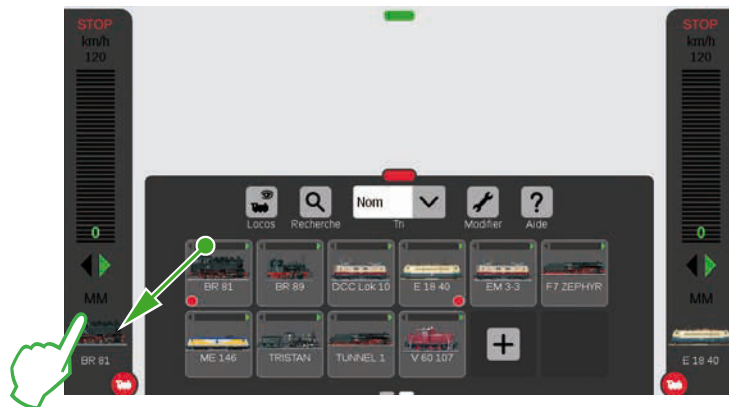 STOP
km/h
120
0
MM
BR 81
Nom
Locos
Recherche
Tri
Modifier
?
Aide
BR 81
BR 89
DCC Lok 10
E 18 40
EM 3-3
F7 ZEPHYR
ME 146
TRISTAN
TUNNEL 1
V 60 107
+
STOP
km/h
120
0
MM
E 18 40